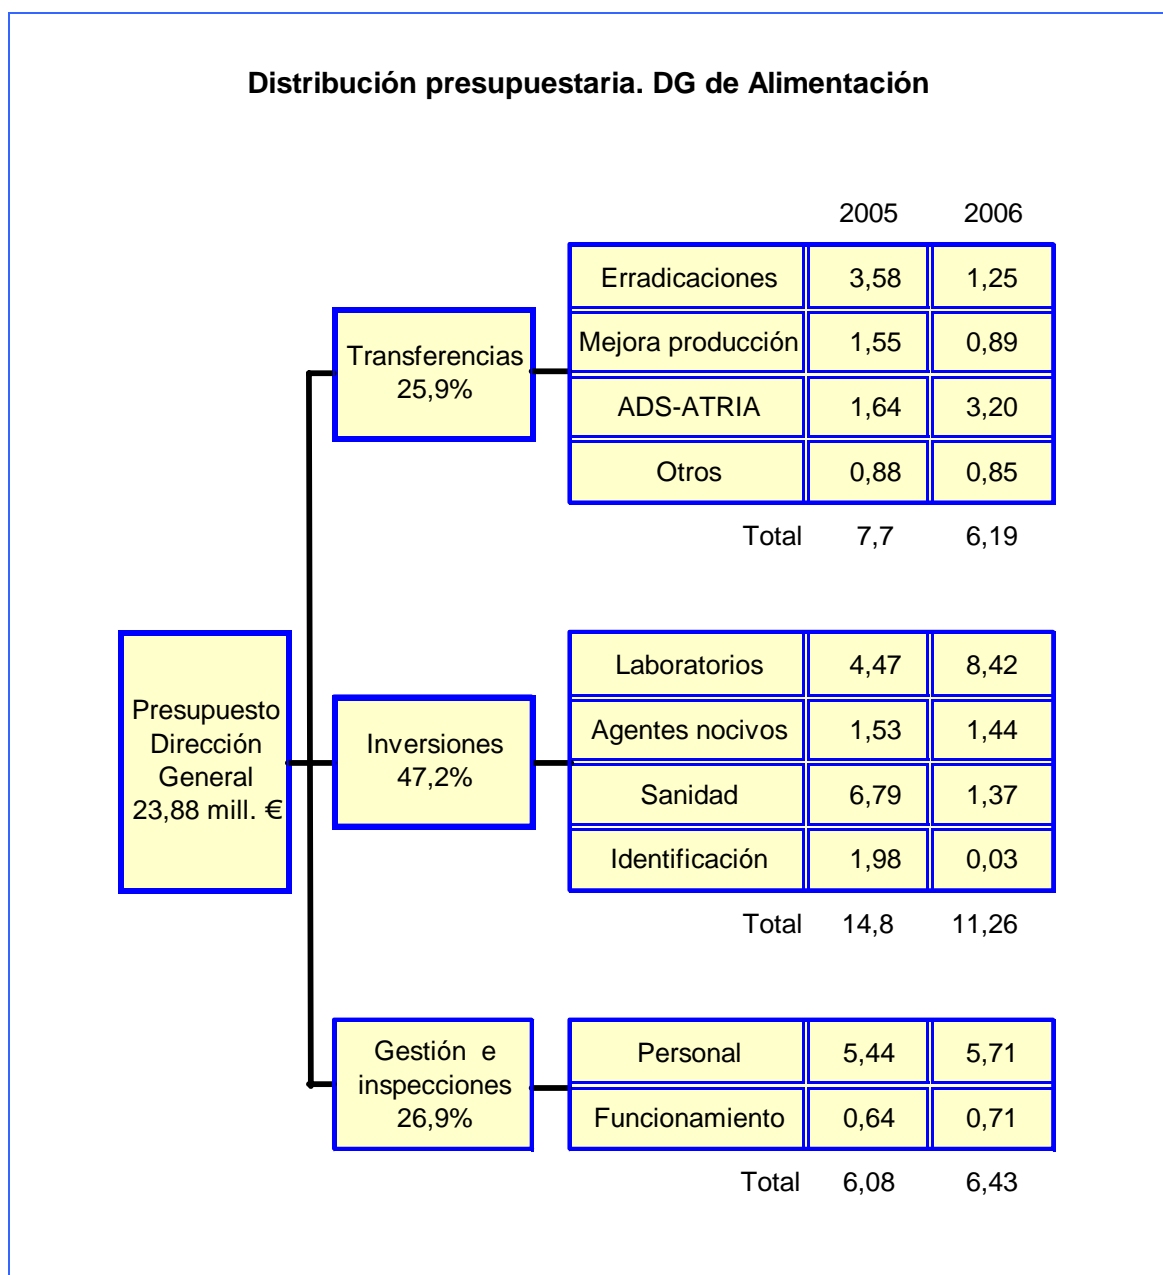 Distribución presupuestaria. DG de Alimentación
2005 2006
Transferencias
25,9%
Erradicaciones 3,58 1,25
Mejora producción 1,55 0,89
ADS-ATRIA 1,64 3,20
Otros 0,88 0,85
Total 7,7 6,19
Presupuesto
Dirección
General
23,88 mill. €
Inversiones
47,2%
Laboratorios 4,47 8,42
Agentes nocivos 1,53 1,44
Sanidad 6,79 1,37
Identificación 1,98 0,03
Total 14,8 11,26
Gestión e
inspecciones
26,9%
Personal 5,44 5,71
Funcionamiento 0,64 0,71
Total 6,08 6,43